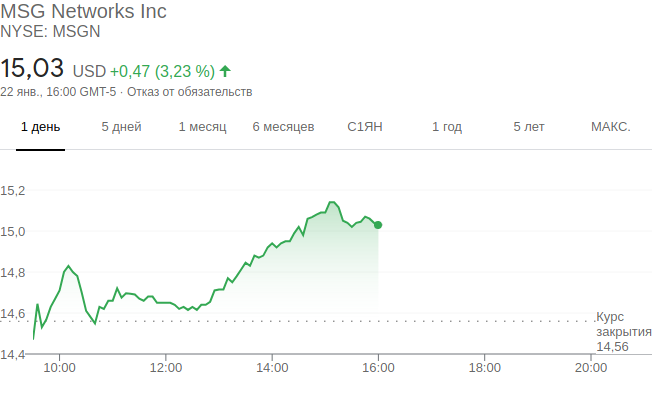 MSG Networks Inc
NYSE: MSGN
15,03 USD +0,47 (3,23 %)
22 янв., 16:00 GMT-5 · Отказ от обязательств
1 день 5 дней 1 месяц 6 месяцев С1ЯН 1 год 5 лет МАКС.
15,2
15,0
14,8
14,6
Курс
закрытия
14,56
14,4
10:00 12:00 14:00 16:00 18:00 20:00